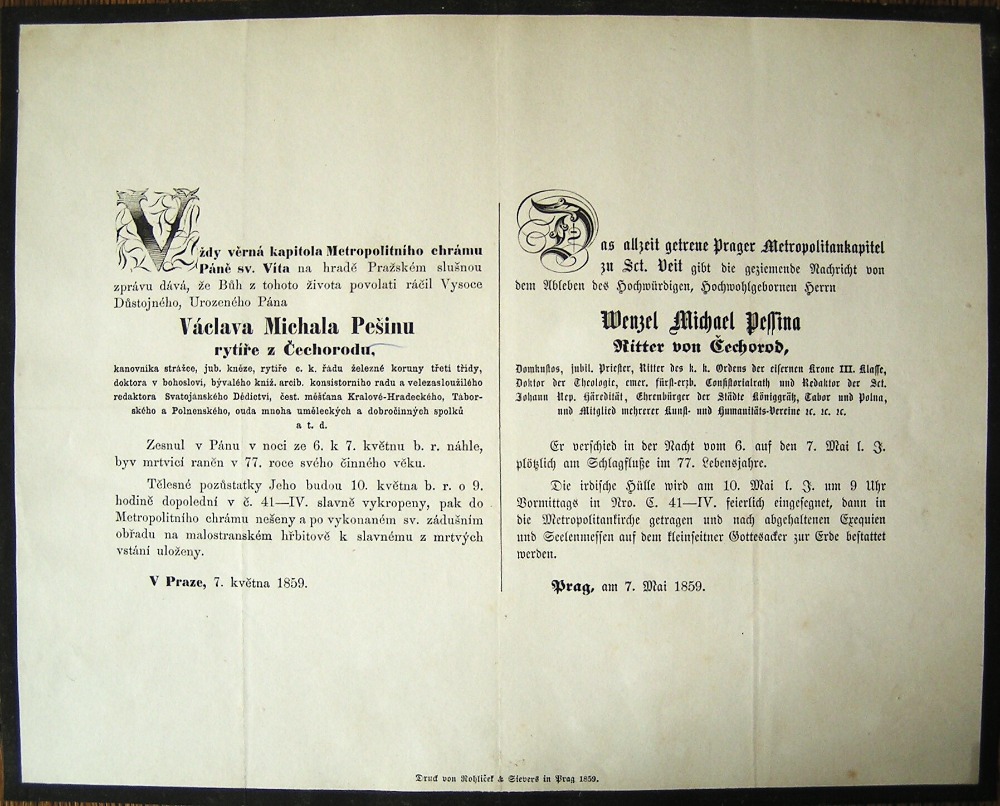 Vždy věrná kapitola Metropolitního chrámu
Páně sv. Víta na hradě Pražském slušnou
zprávu dává, že Bůh z tohoto života povolati ráčil Vysoce
Důstojného, Urozeného Pána
Václava Michala Pešinu
rytíře z Čechorodu,
kanovníka strážce, jub. kněze, rytíře c. k. řádu železné koruny třetí třídy,
doktora v bohosloví, bývalého kníž. arcib. konsistorního radu a velezasloužilého
redaktora Svatojanského Dědictví, čest. měšťana Kralové-Hradeckého, Tábor-
ského a Polnenského, ouda mnoha uměleckých a dobročinných spolků
a t. d.
Zesnul v Pánu v noci ze 6. k 7. květnu b. r. náhle,
byv mrtvicí raněn v 77. roce svého činného věku.
Tělesné pozůstatky Jeho budou 10. května b. r. o 9.
hodině dopolední v č. 41—IV. slavně vykropeny, pak do
Metropolitního chrámu nešeny a po vykonaném sv. zádušním
obřadu na malostranském hřbitově k slavnému z mrtvých
vstání uloženy.
V Praze, 7. května 1859.
Das allzeit getreue Prager Metropolitankapitel
zu Sct. Veit gibt die geziemende Nachricht von
dem Ableben des Hochwürdigen, Hochwohlgebornen Herrn
Wenzel Michael Pessina
Ritter von Čechorod,
Domkustos, jubil. Priester, Ritter des k. k. Ordens der eisernen Krone III. Klasse,
Doktor der Theologie, emer. fürst-erzb. Consistorialrath und Redaktor der Sct.
Johann Nep. Häredität, Ehrenbürger der Städte Königgrätz, Tabor und Polna,
und Mitglied mehrerer Kunst- und Humanitäts-Vereine ꝛc. ꝛc. ꝛc.
Er verschied in der Nacht vom 6. auf den 7. Mai l. J.
plötzlich am Schlagfluße im 77. Lebensjahre.
Die irdische Hülle wird am 10. Mai l. J. um 9 Uhr
Vormittags in Nro. C. 41—IV. feierlich eingesegnet, dann in
die Metropolitankirche getragen und nach abgehaltenen Exequien
und Seelenmessen auf dem kleinseitner Gottesacker zur Erde bestattet
werden.
Prag, am 7. Mai 1859.
Druck von Rohliček & Sievers in Prag 1859.